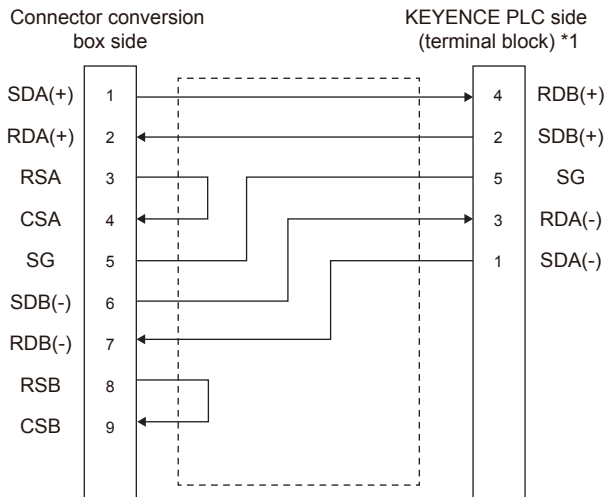 Connector conversion
box side
KEYENCE PLC side
(terminal block) *1
SDA(+) 1 4 RDB(+)
RDA(+) 2 2 SDB(+)
RSA 3 5 SG
CSA 4 3 RDA(-)
SG 5 1 SDA(-)
SDB(-) 6
RDB(-) 7
RSB 8
CSB 9